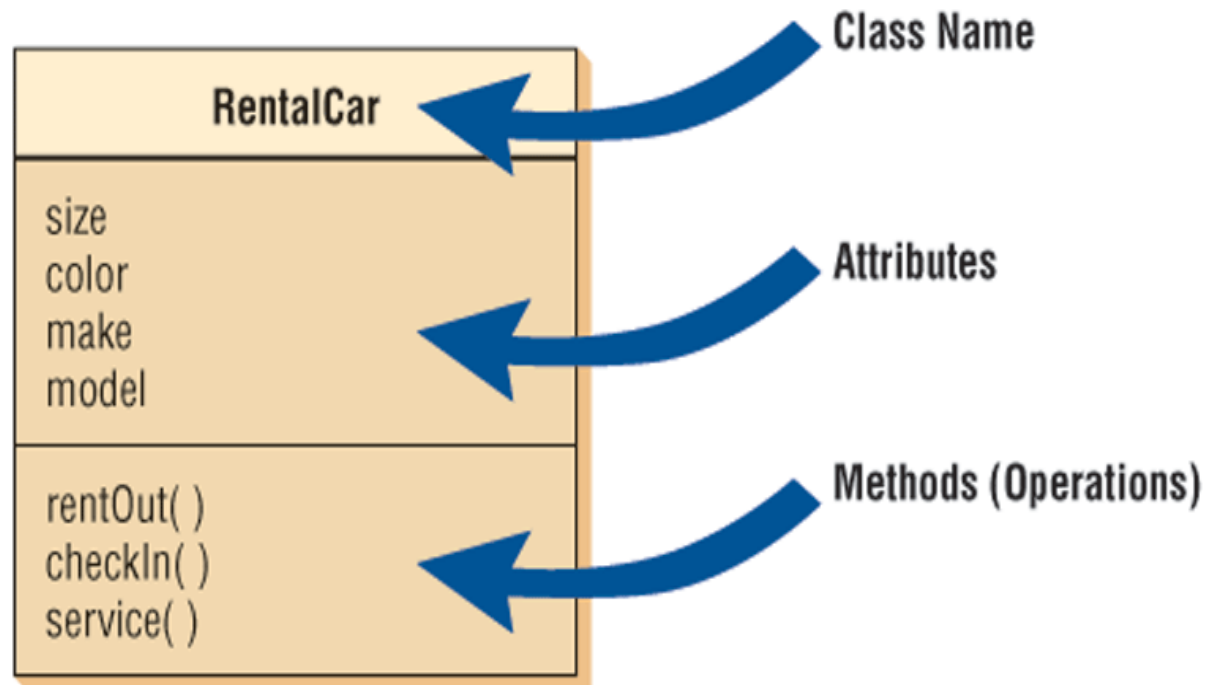 Class Name
RentalCar
size
color
make
model
Attributes
rentOut( )
checkIn( )
service( )
Methods (Operations)